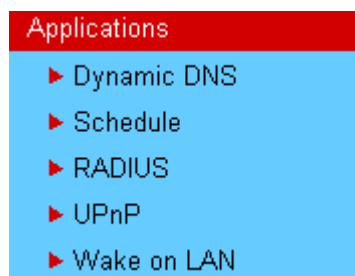 Applications
Dynamic DNS
Schedule
RADIUS
UPnP
Wake on LAN